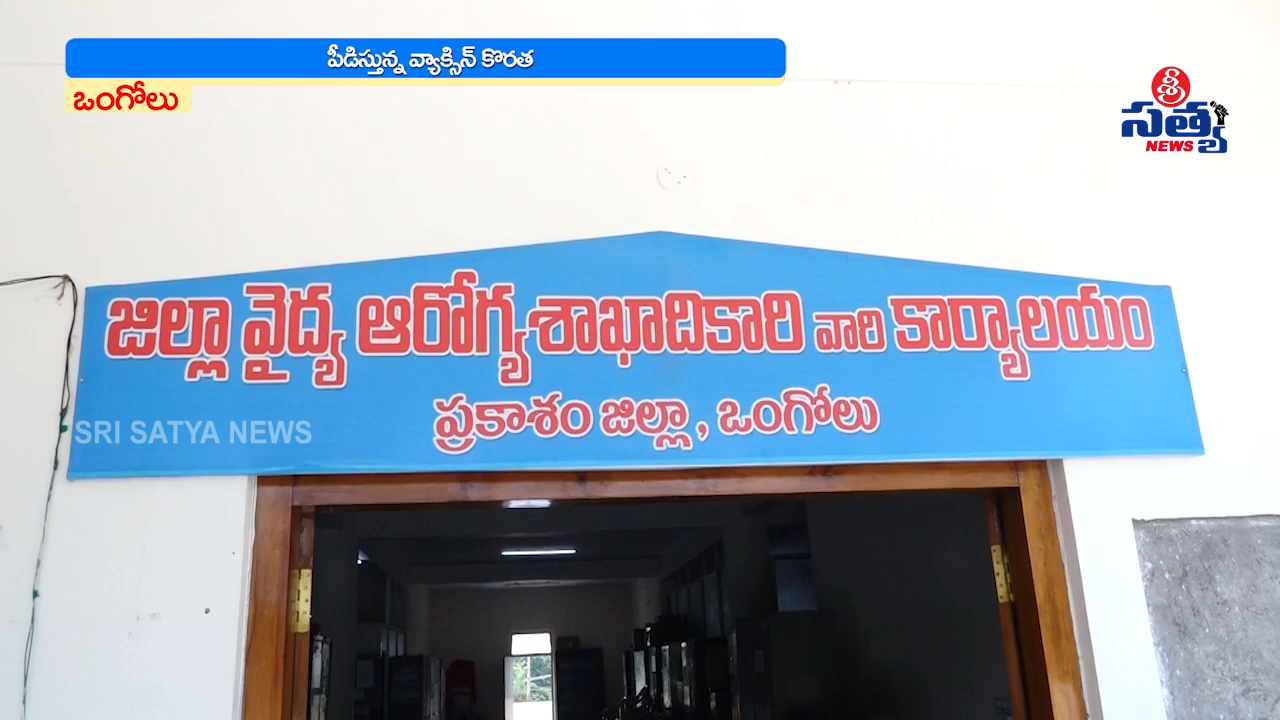 పీడిస్తున్న వ్యాక్సిన్ కొరత
ఒంగోలు
శ్రీ
సత్య
NEWS
జిల్లా వైద్య ఆరోగ్యశాఖాదికారి వారి కార్యాలయం
ప్రకాశం జిల్లా, ఒంగోలు
SRI SATYA NEWS